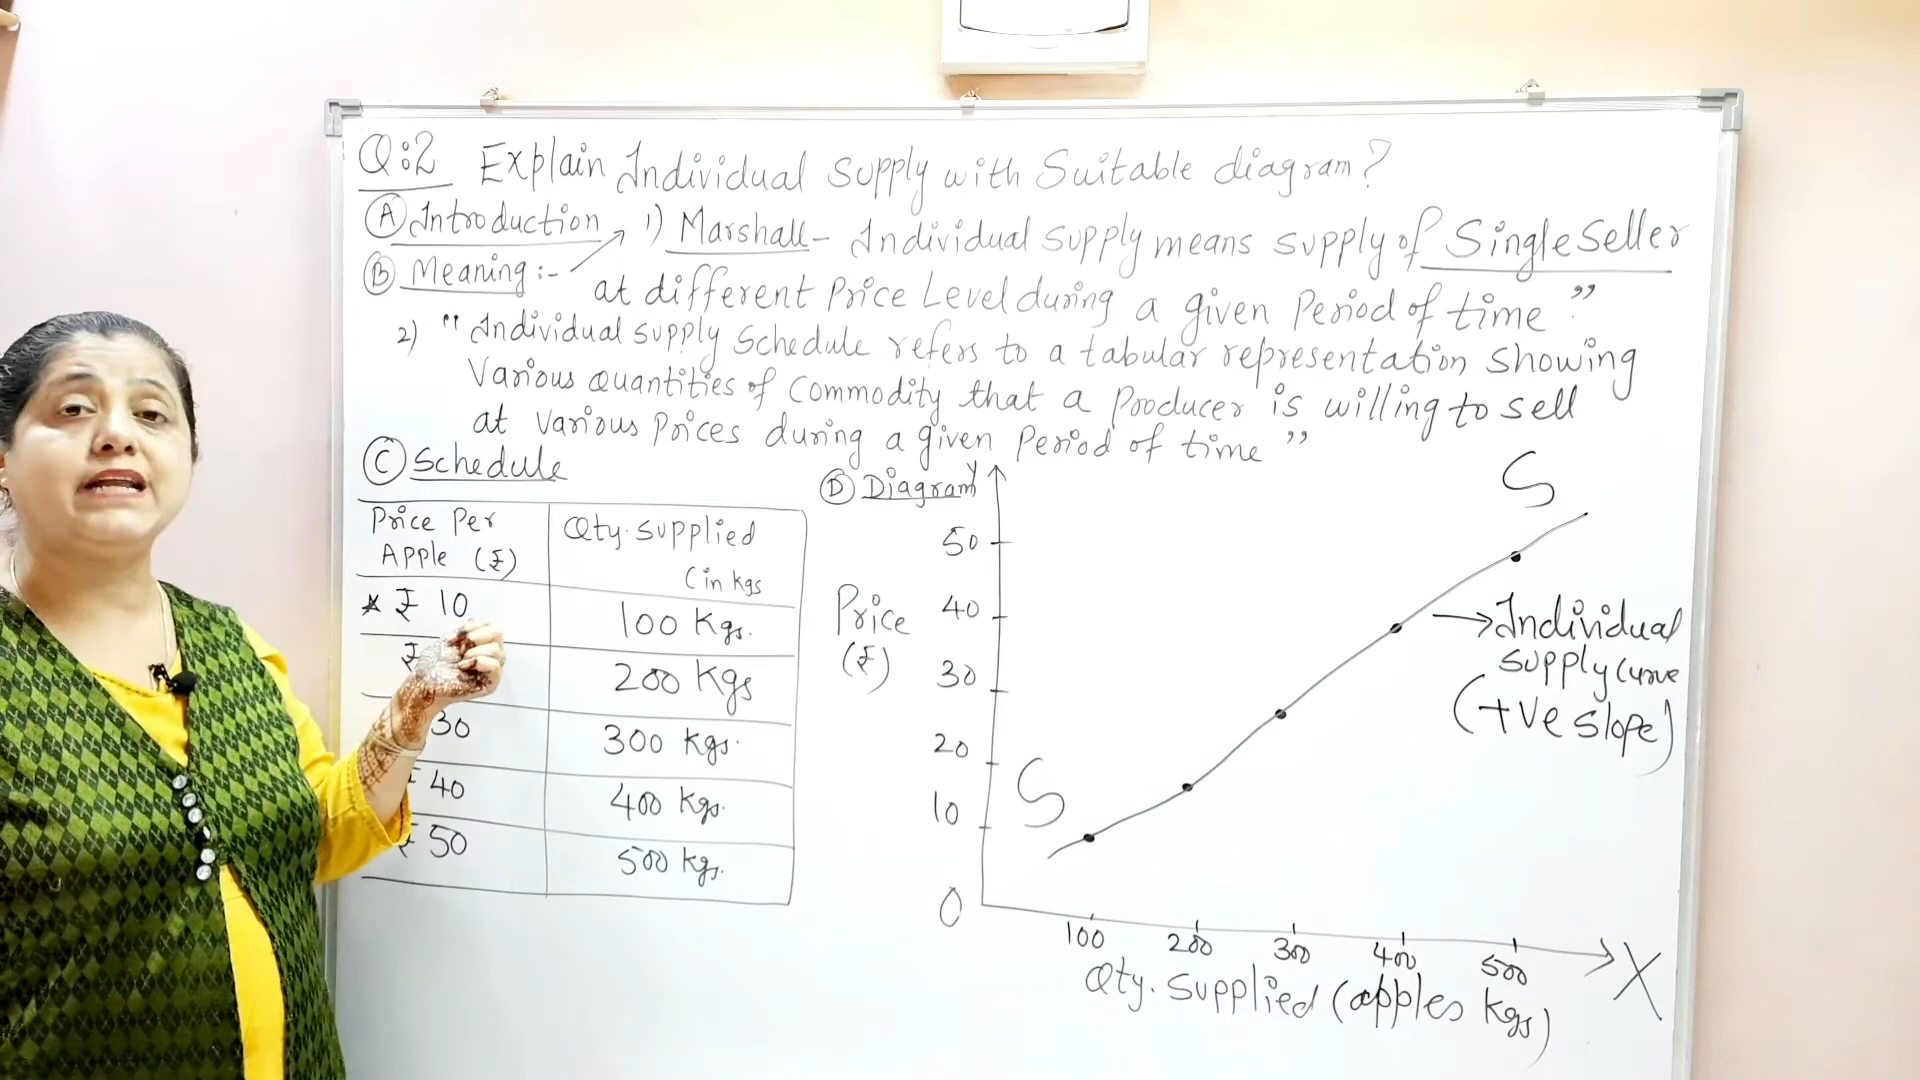 Q:2 Explain Individual Supply with Suitable diagram?
(A) Introduction
(B) Meaning :-
1) Marshall - Individual Supply means supply of Single Seller
at different Price Level during a given Period of time ”
2) “ Individual supply Schedule refers to a tabular representation showing
Various quantities of Commodity that a Producer is willing to sell
at various Prices during a given Period of time ”
(C) Schedule
Price Per
Apple (₹)
Qty. Supplied
(in kgs
* ₹ 10
100 Kgs.
₹
200 Kgs
30
300 Kgs.
₹ 40
400 Kgs.
₹ 50
500 Kgs.
(D) Diagram
Y
50
40
30
20
10
0
Price
(₹)
S
S
→ Individual
Supply Curve
(+ve slope)
100 200 300 400 500
X
Qty. Supplied (apples kgs)